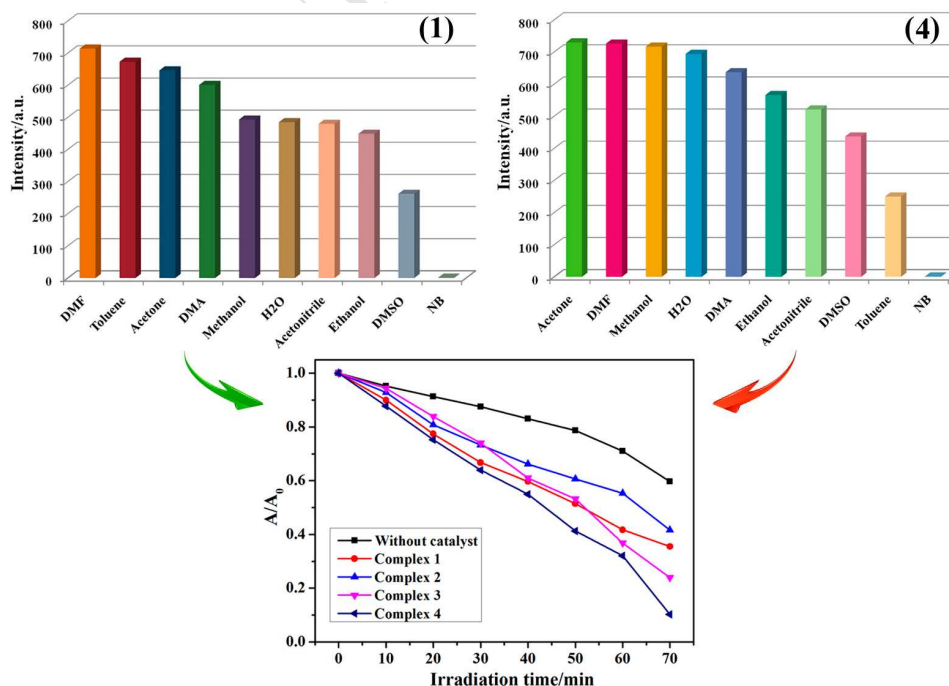 (1)
Intensity/a.u.
800
700
600
500
400
300
200
100
0
DMF
Toluene
Acetone
DMA
Methanol
H2O
Acetonitrile
Ethanol
DMSO
NB
(4)
Intensity/a.u.
800
700
600
500
400
300
200
100
0
Acetone
DMF
Methanol
H2O
DMA
Ethanol
Acetonitrile
DMSO
Toluene
NB
A/A₀
1.0
0.8
0.6
0.4
0.2
0.0
Without catalyst
Complex 1
Complex 2
Complex 3
Complex 4
0 10 20 30 40 50 60 70
Irradiation time/min